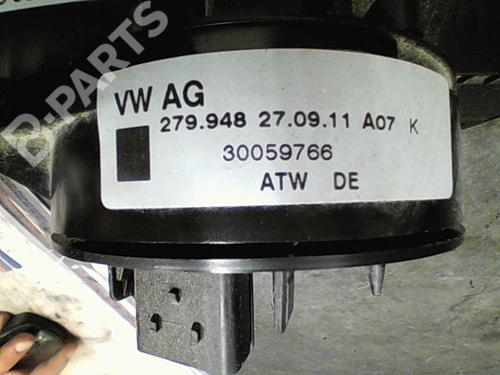 B-PARTS
VW AG
279.948 27.09.11 A07 K
30059766
ATW DE